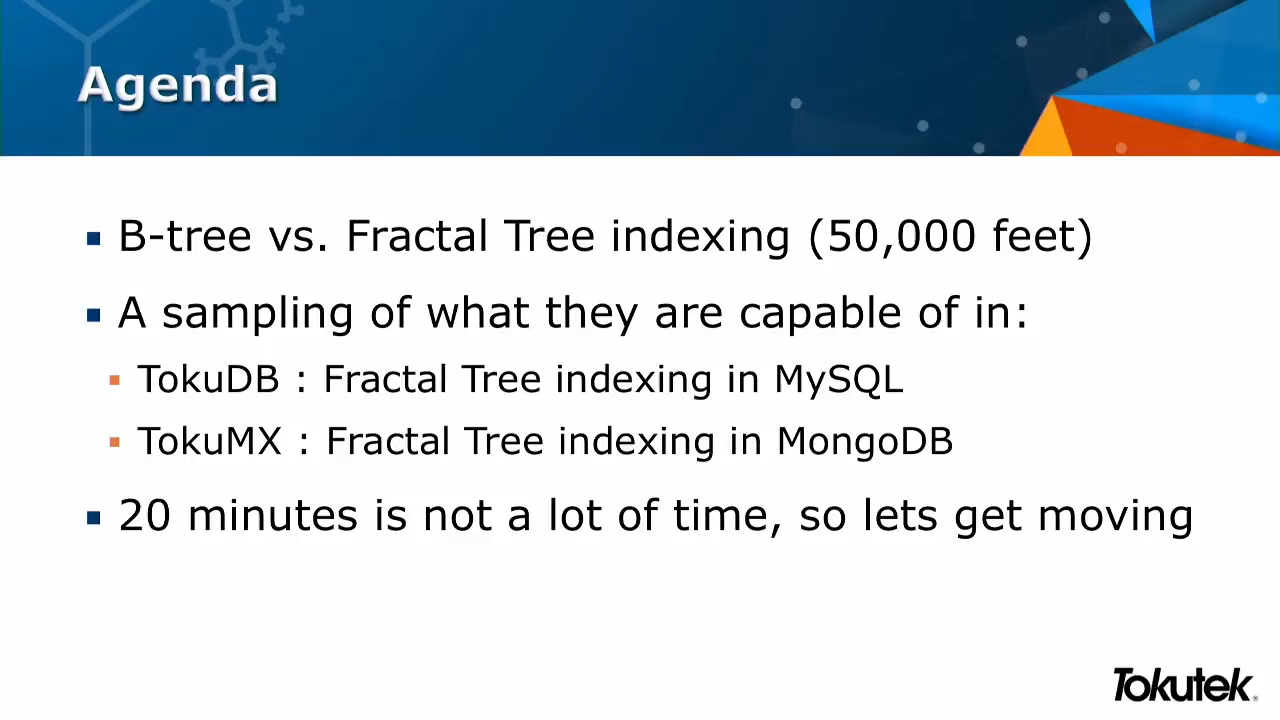 Agenda
B-tree vs. Fractal Tree indexing (50,000 feet)
A sampling of what they are capable of in:
TokuDB : Fractal Tree indexing in MySQL
TokuMX : Fractal Tree indexing in MongoDB
20 minutes is not a lot of time, so lets get moving
Tokutek